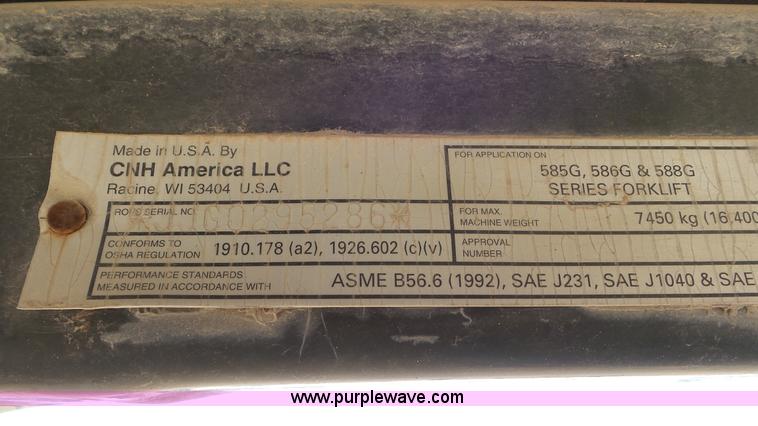 Made in U.S.A. By
CNH America LLC
Racine, WI 53404 U.S.A.
ROPS SERIAL NO.
CONFORMS TO
OSHA REGULATION
1910.178 (a2), 1926.602 (c)(v)
PERFORMANCE STANDARDS
MEASURED IN ACCORDANCE WITH
ASME B56.6 (1992), SAE J231, SAE J1040 & SAE
FOR APPLICATION ON
585G, 586G & 588G
SERIES FORKLIFT
FOR MAX.
MACHINE WEIGHT
7450 kg (16,400
APPROVAL
NUMBER
www.purplewave.com